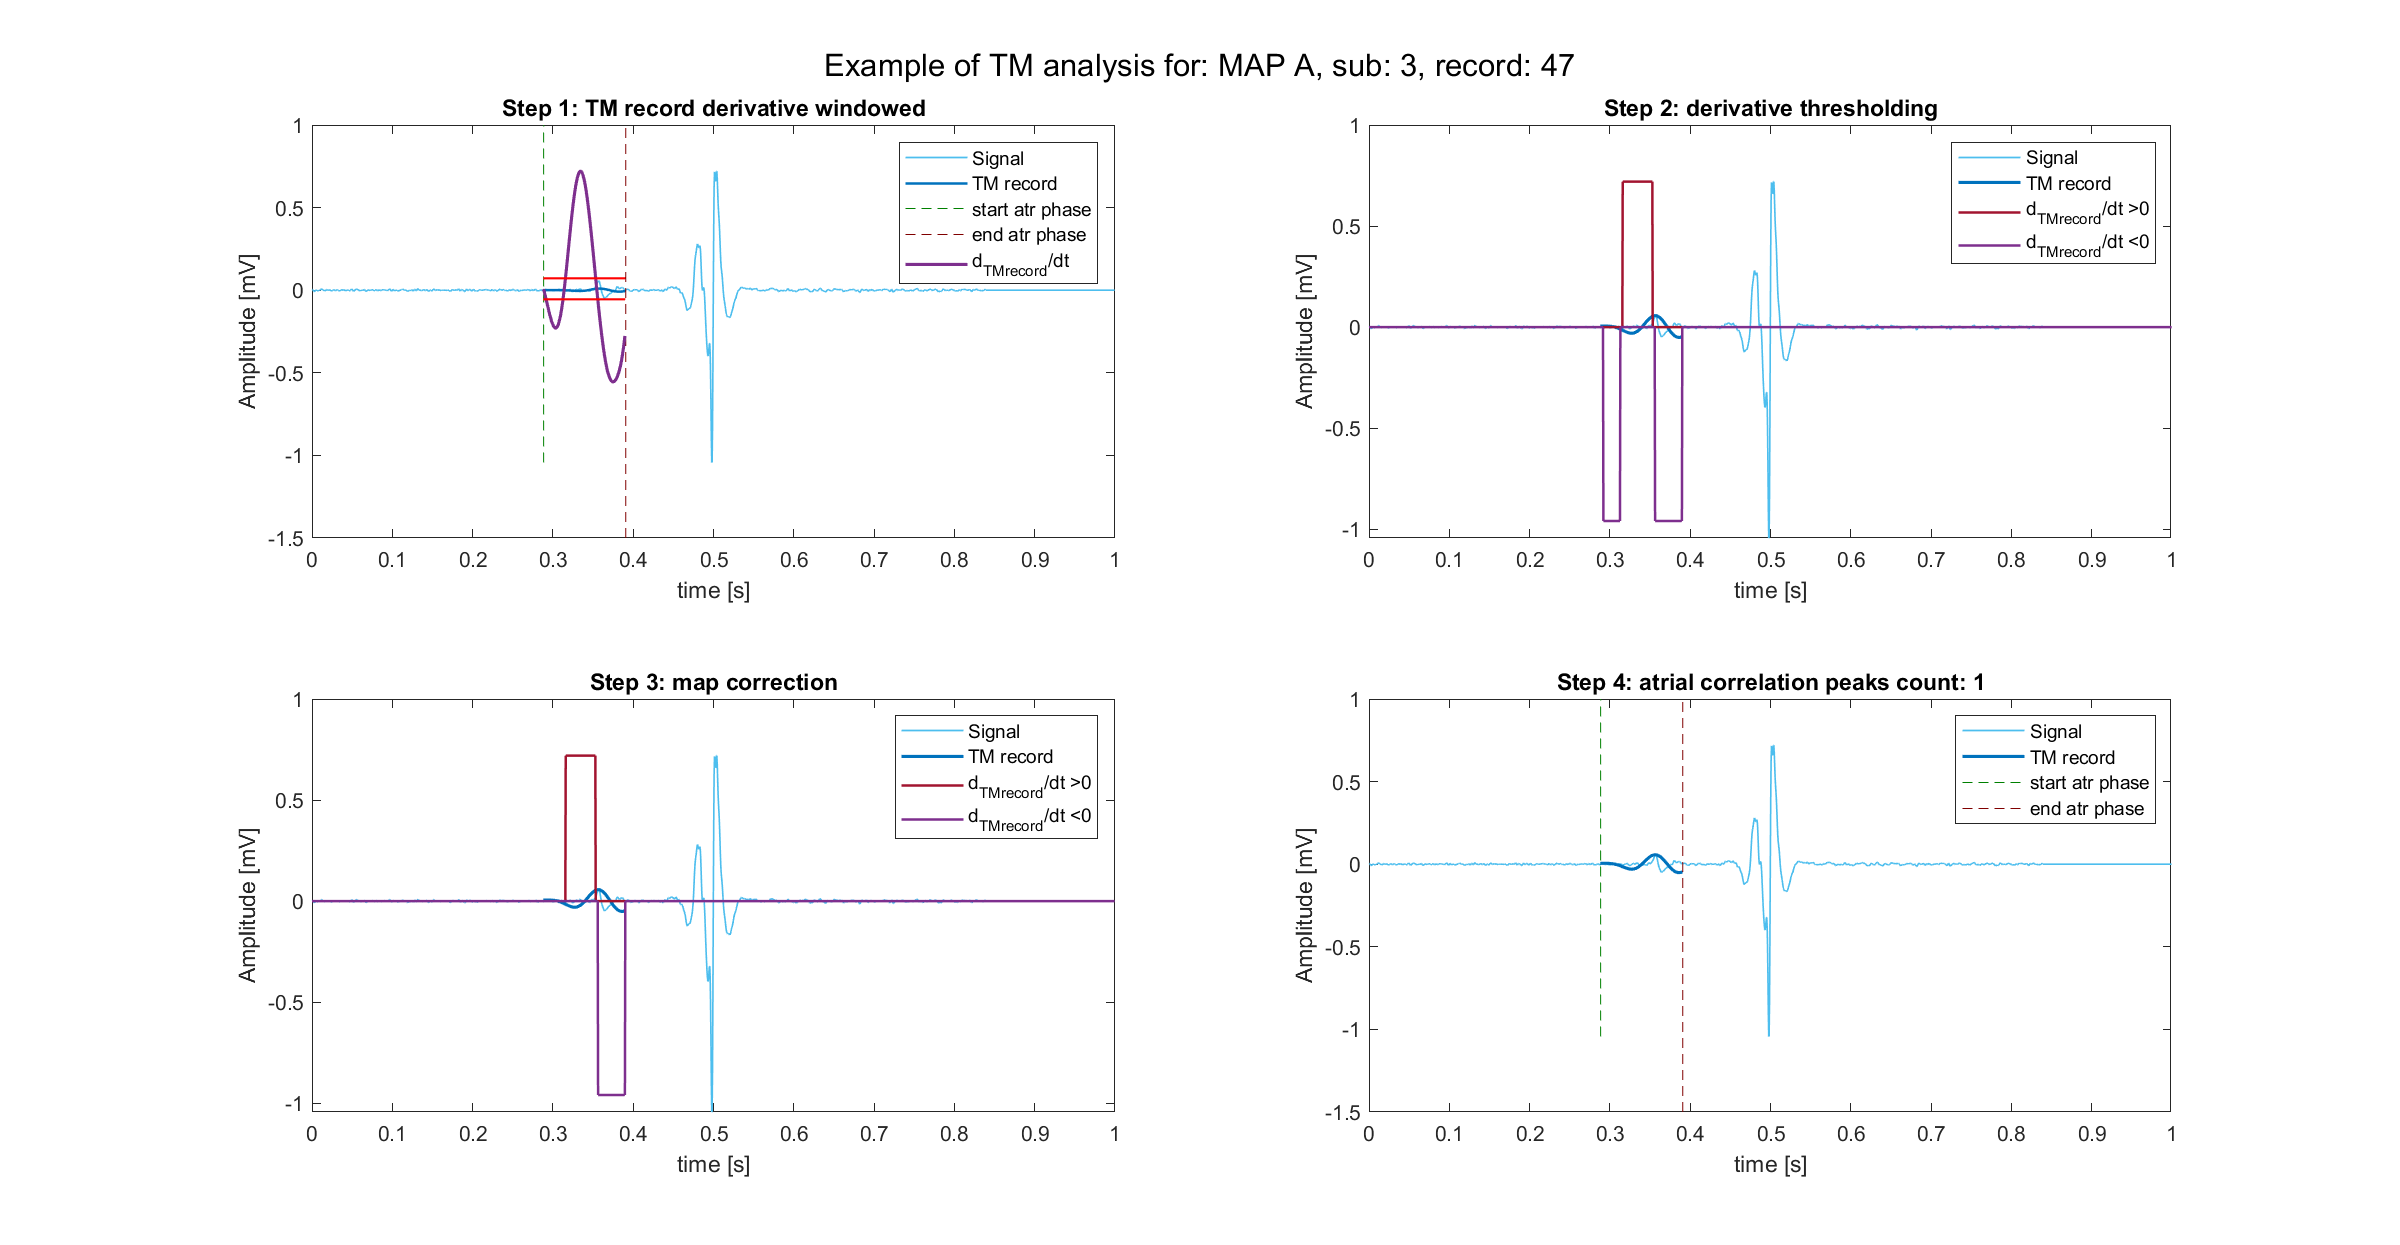 Example of TM analysis for: MAP A, sub: 3, record: 47
Step 1: TM record derivative windowed
1
0.5
0
-0.5
-1
-1.5
Amplitude [mV]
0 0.1 0.2 0.3 0.4 0.5 0.6 0.7 0.8 0.9 1
time [s]
Signal
TM record
start atr phase
end atr phase
dTMrecord/dt
Step 2: derivative thresholding
1
0.5
0
-0.5
-1
Amplitude [mV]
0 0.1 0.2 0.3 0.4 0.5 0.6 0.7 0.8 0.9 1
time [s]
Signal
TM record
dTMrecord/dt >0
dTMrecord/dt <0
Step 3: map correction
1
0.5
0
-0.5
-1
Amplitude [mV]
0 0.1 0.2 0.3 0.4 0.5 0.6 0.7 0.8 0.9 1
time [s]
Signal
TM record
dTMrecord/dt >0
dTMrecord/dt <0
Step 4: atrial correlation peaks count: 1
1
0.5
0
-0.5
-1
-1.5
Amplitude [mV]
0 0.1 0.2 0.3 0.4 0.5 0.6 0.7 0.8 0.9 1
time [s]
Signal
TM record
start atr phase
end atr phase